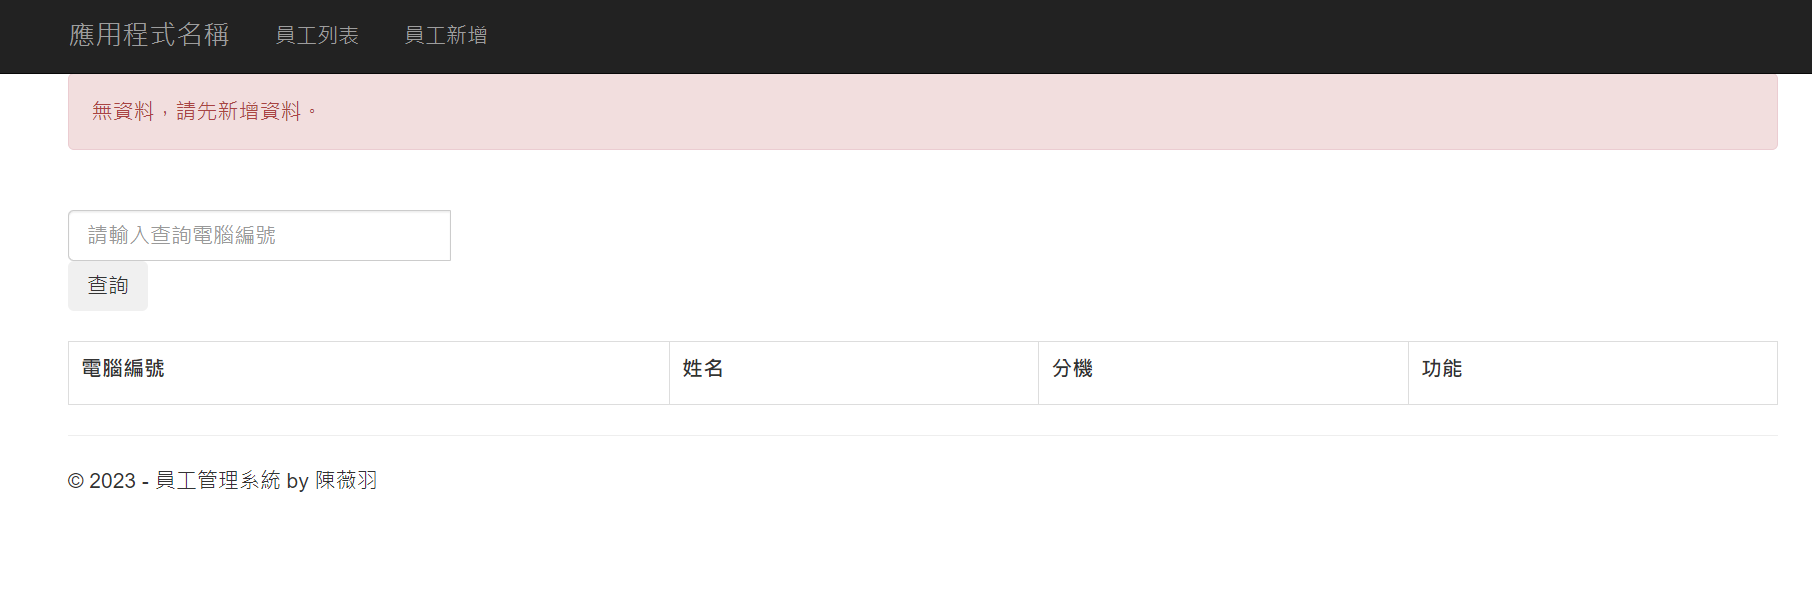 應用程式名稱 員工列表 員工新增
無資料，請先新增資料。
請輸入查詢電腦編號
查詢
電腦編號 姓名 分機 功能
© 2023 - 員工管理系統 by 陳薇羽